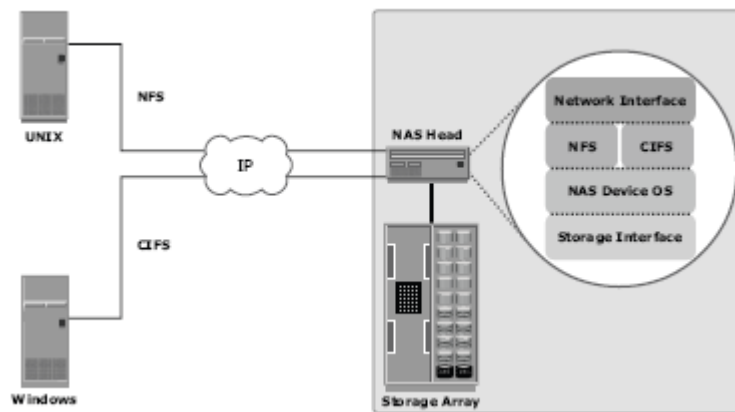 UNIX
NFS
IP
CIFS
Windows
NAS Head
Storage Array
Network Interface
NFS
CIFS
NAS Device OS
Storage Interface